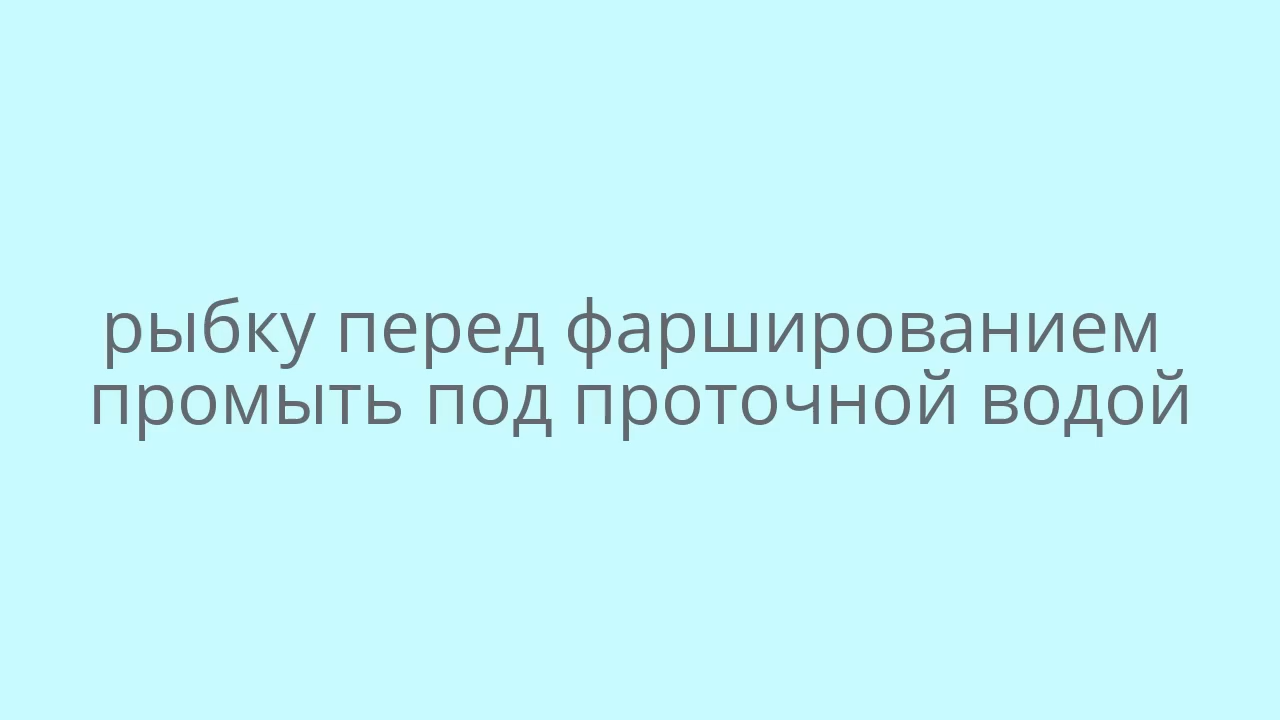 рыбку перед фаршированием
промыть под проточной водой